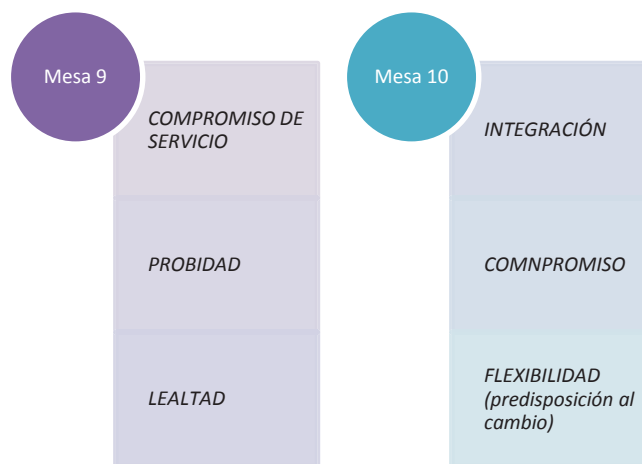 Mesa 9
COMPROMISO DE
SERVICIO
PROBIDAD
LEALTAD
Mesa 10
INTEGRACIÓN
COMNPROMISO
FLEXIBILIDAD
(predisposición al
cambio)